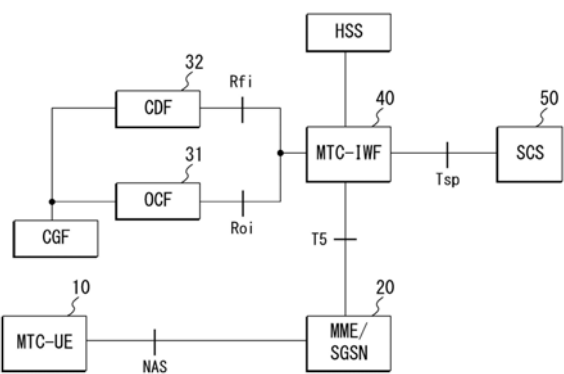 HSS
32
CDF
Rfi
40
MTC-IWF
50
SCS
Tsp
31
OCF
Roi
CGF
T5
10
MTC-UE
NAS
20
MME/
SGSN